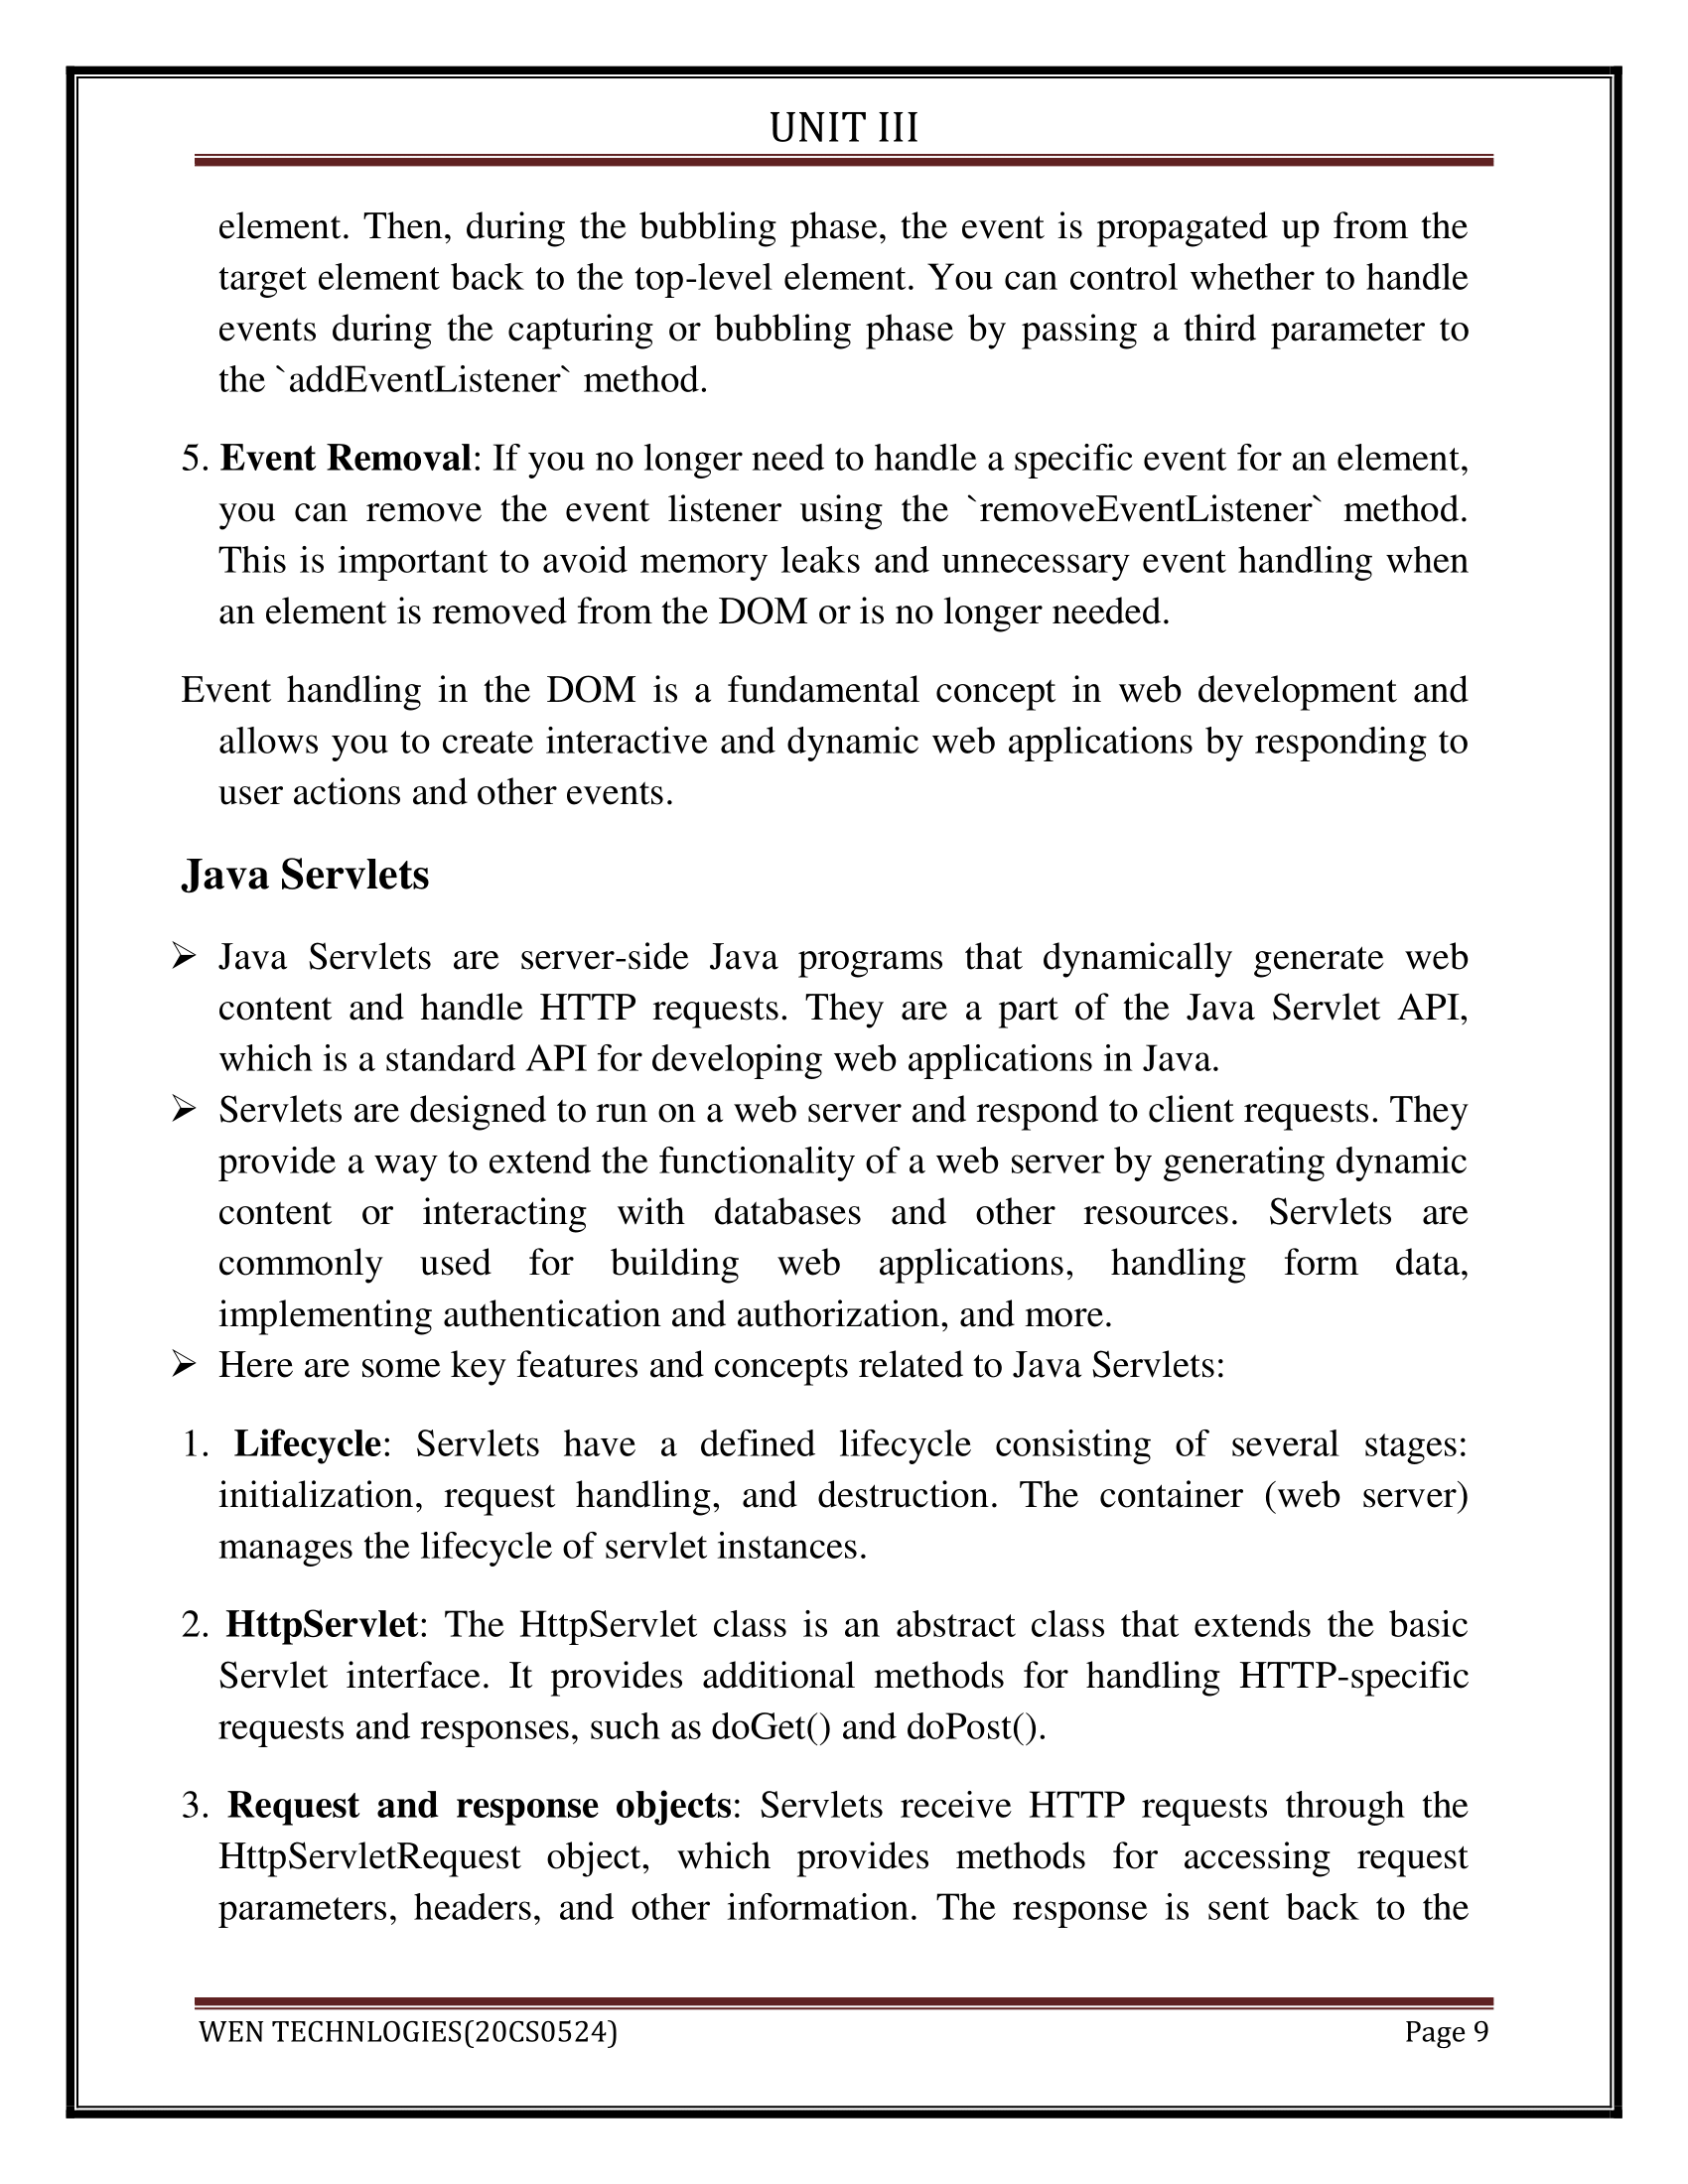 UNIT III
element. Then, during the bubbling phase, the event is propagated up from the
target element back to the top-level element. You can control whether to handle
events during the capturing or bubbling phase by passing a third parameter to
the `addEventListener` method.
5. Event Removal: If you no longer need to handle a specific event for an element,
you can remove the event listener using the `removeEventListener` method.
This is important to avoid memory leaks and unnecessary event handling when
an element is removed from the DOM or is no longer needed.
Event handling in the DOM is a fundamental concept in web development and
allows you to create interactive and dynamic web applications by responding to
user actions and other events.
Java Servlets
➢ Java Servlets are server-side Java programs that dynamically generate web
content and handle HTTP requests. They are a part of the Java Servlet API,
which is a standard API for developing web applications in Java.
➢ Servlets are designed to run on a web server and respond to client requests. They
provide a way to extend the functionality of a web server by generating dynamic
content or interacting with databases and other resources. Servlets are
commonly used for building web applications, handling form data,
implementing authentication and authorization, and more.
➢ Here are some key features and concepts related to Java Servlets:
1. Lifecycle: Servlets have a defined lifecycle consisting of several stages:
initialization, request handling, and destruction. The container (web server)
manages the lifecycle of servlet instances.
2. HttpServlet: The HttpServlet class is an abstract class that extends the basic
Servlet interface. It provides additional methods for handling HTTP-specific
requests and responses, such as doGet() and doPost().
3. Request and response objects: Servlets receive HTTP requests through the
HttpServletRequest object, which provides methods for accessing request
parameters, headers, and other information. The response is sent back to the
WEN TECHNLOGIES(20CS0524) Page 9